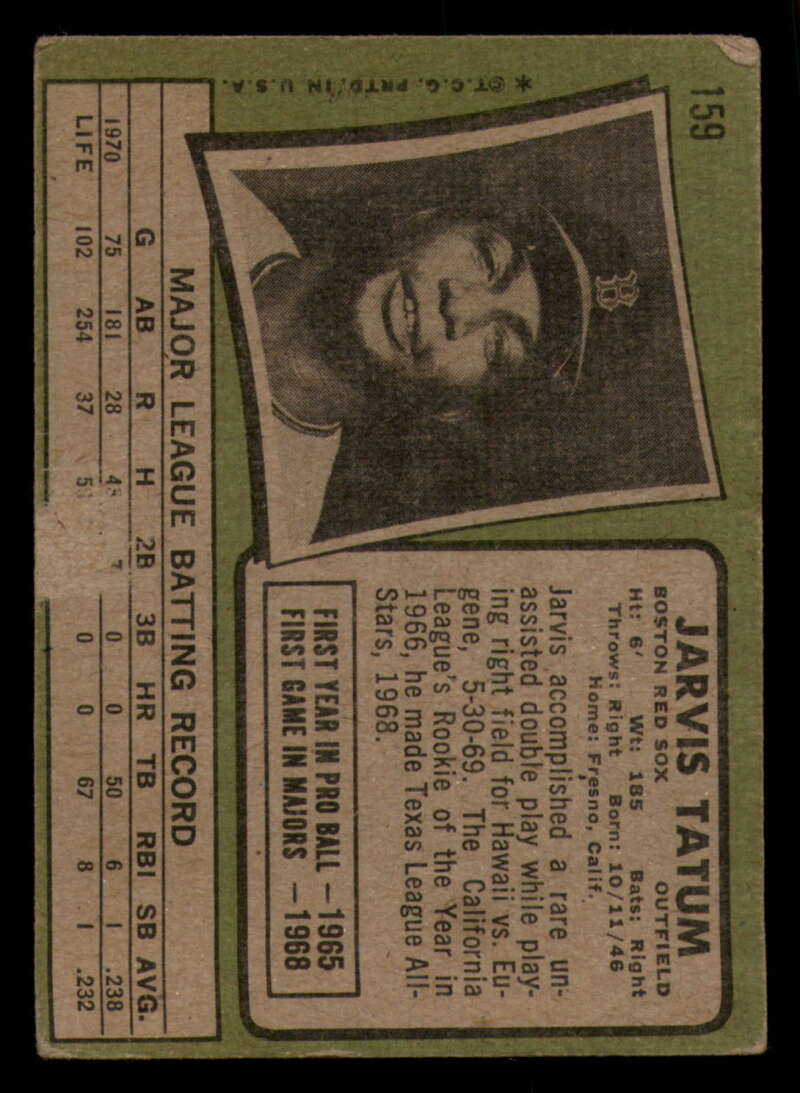 159
*©T.C.G. PRTD. IN U.S.A.
B
JARVIS TATUM
BOSTON RED SOX OUTFIELD
Ht: 6' Wt: 185 Bats: Right
Throws: Right Born: 10/11/46
Home: Fresno, Calif.
Jarvis accomplished a rare un-
assisted double play while play-
ing right field for Hawaii vs. Eu-
gene, 5-30-69. The California
League's Rookie of the Year in
1966, he made Texas League All-
Stars, 1968.
FIRST YEAR IN PRO BALL —1965
FIRST GAME IN MAJORS —1968
MAJOR LEAGUE BATTING RECORD
G AB R H 2B 3B HR TB RBI SB AVG.
1970 75 181 28 7 0 0 50 6 1 .238
LIFE 102 254 37 0 0 67 8 1 .232